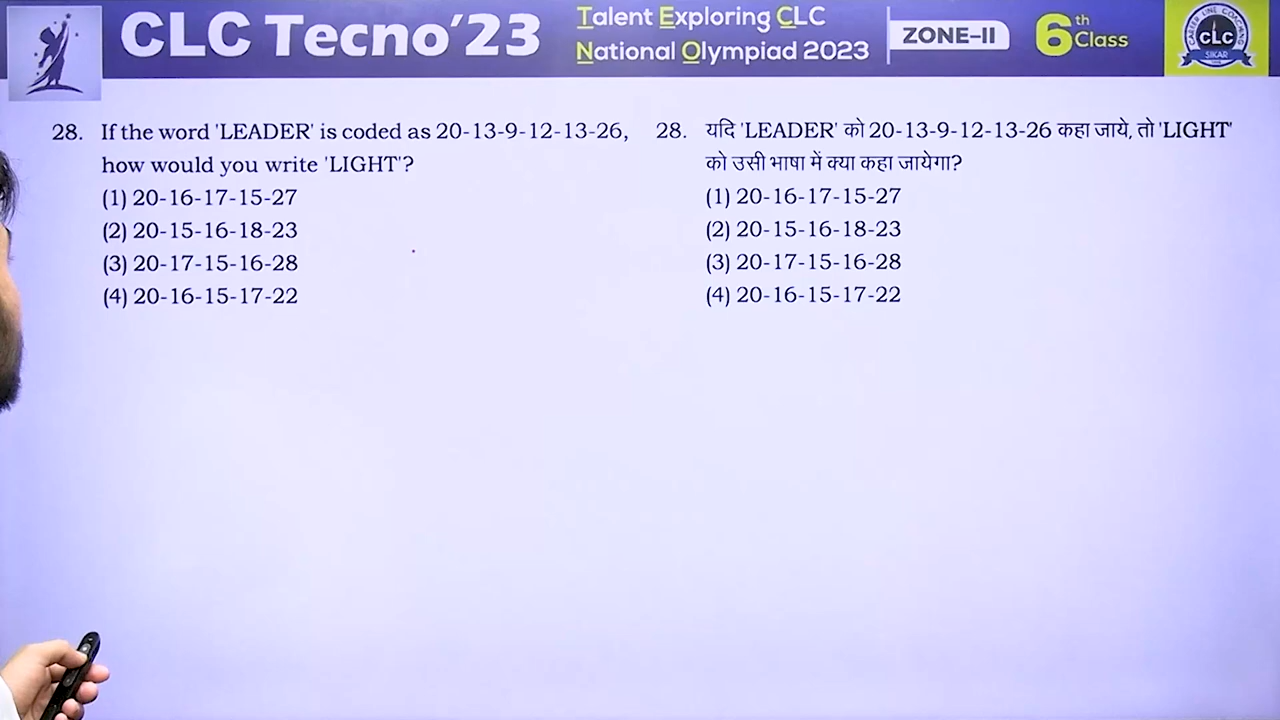 CLC Tecno'23
Talent Exploring CLC
National Olympiad 2023
ZONE-II
6th Class
CAREER LINE COACHING
CLC
SIKAR
28. If the word 'LEADER' is coded as 20-13-9-12-13-26,
how would you write 'LIGHT'?
(1) 20-16-17-15-27
(2) 20-15-16-18-23
(3) 20-17-15-16-28
(4) 20-16-15-17-22
28. यदि 'LEADER' को 20-13-9-12-13-26 कहा जाये, तो 'LIGHT'
को उसी भाषा में क्या कहा जायेगा?
(1) 20-16-17-15-27
(2) 20-15-16-18-23
(3) 20-17-15-16-28
(4) 20-16-15-17-22